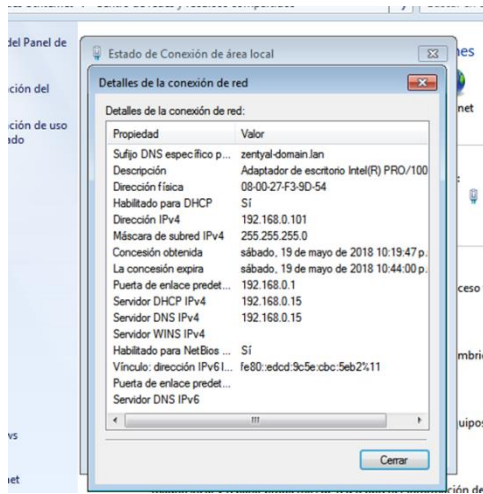 del Panel de
Estado de Conexión de área local
Detalles de la conexión de red
ción del
ción de uso
ado
Detalles de la conexión de red:
Propiedad Valor
Sufijo DNS específico p... zentyal-domain.lan
Descripción Adaptador de escritorio Intel(R) PRO/100
Dirección física 08-00-27-F3-9D-54
Habilitado para DHCP Sí
Dirección IPv4 192.168.0.101
Máscara de subred IPv4 255.255.255.0
Concesión obtenida sábado, 19 de mayo de 2018 10:19:47 p.
La concesión expira sábado, 19 de mayo de 2018 10:44:00 p.
Puerta de enlace predet... 192.168.0.1
Servidor DHCP IPv4 192.168.0.15
Servidor DNS IPv4 192.168.0.15
Servidor WINS IPv4
Habilitado para NetBios ... Sí
Vínculo: dirección IPv6 l... fe80::edcd:9c5e:cbc:5eb2%11
Puerta de enlace predet...
Servidor DNS IPv6
Cerrar
nes
net
ceso
mbri
uipos
ws
net